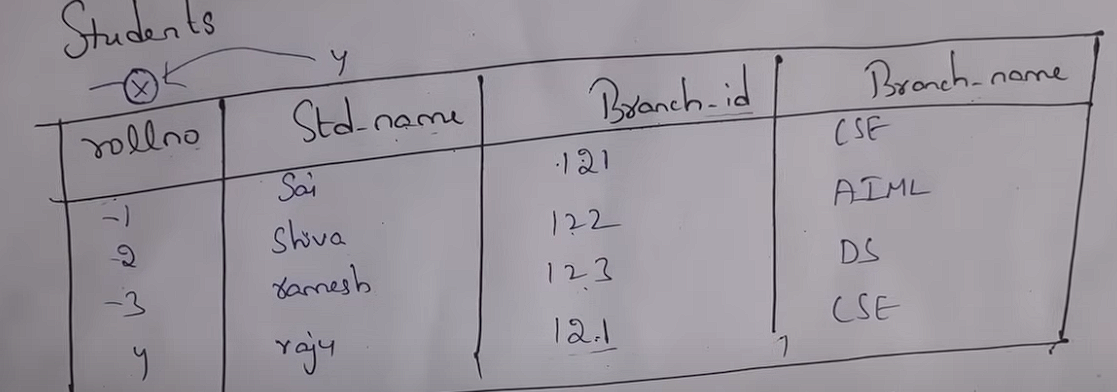 Students
X y
rollno Std-name Branch-id Branch-name
-1 Sai 121 CSE
-2 Shiva 122 AIML
-3 ramesh 123 DS
4 raju 121 CSE